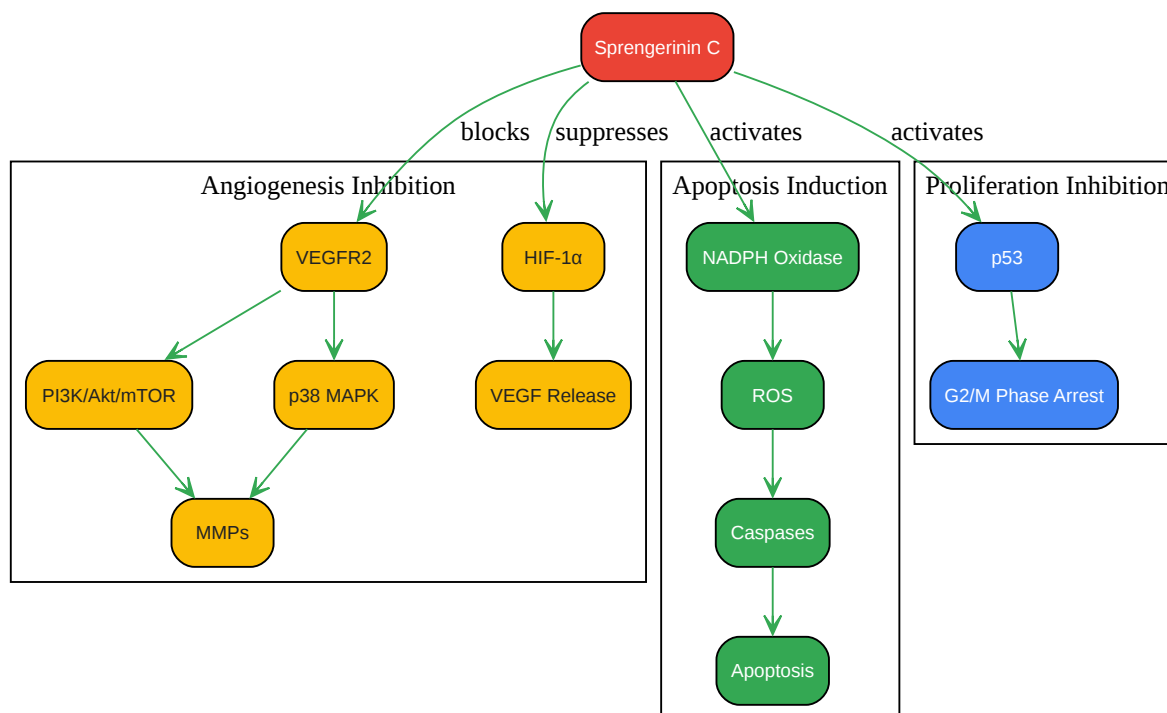 Sprengerinin C
blocks
suppresses
activates
activates
Angiogenesis Inhibition
Apoptosis Induction
Proliferation Inhibition
VEGFR2
HIF-1α
NADPH Oxidase
p53
PI3K/Akt/mTOR
p38 MAPK
VEGF Release
ROS
G2/M Phase Arrest
MMPs
Caspases
Apoptosis